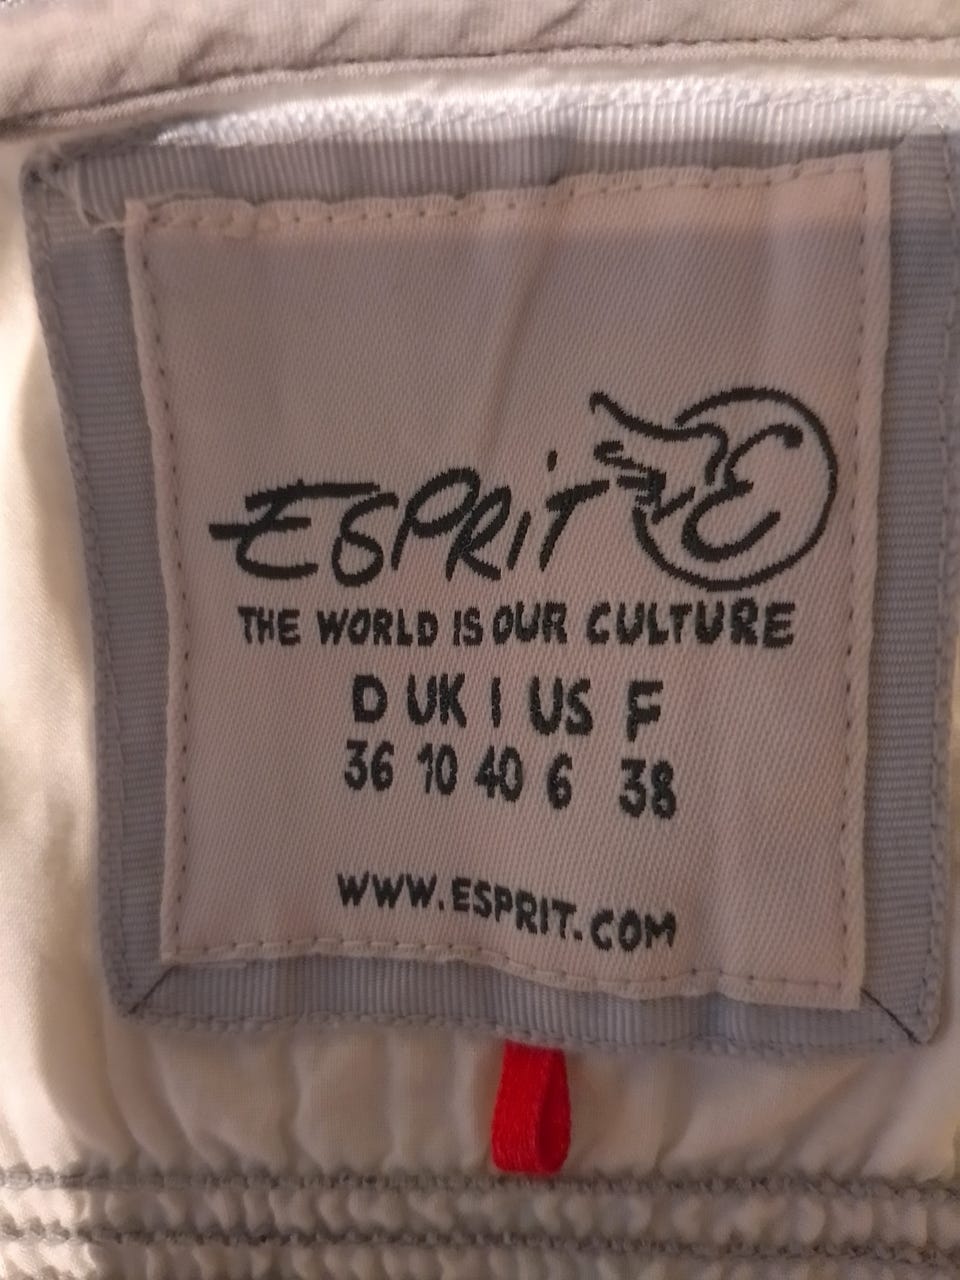 ESPRIT E
THE WORLD IS OUR CULTURE
D UK I US F
36 10 40 6 38
WWW.ESPRIT.COM